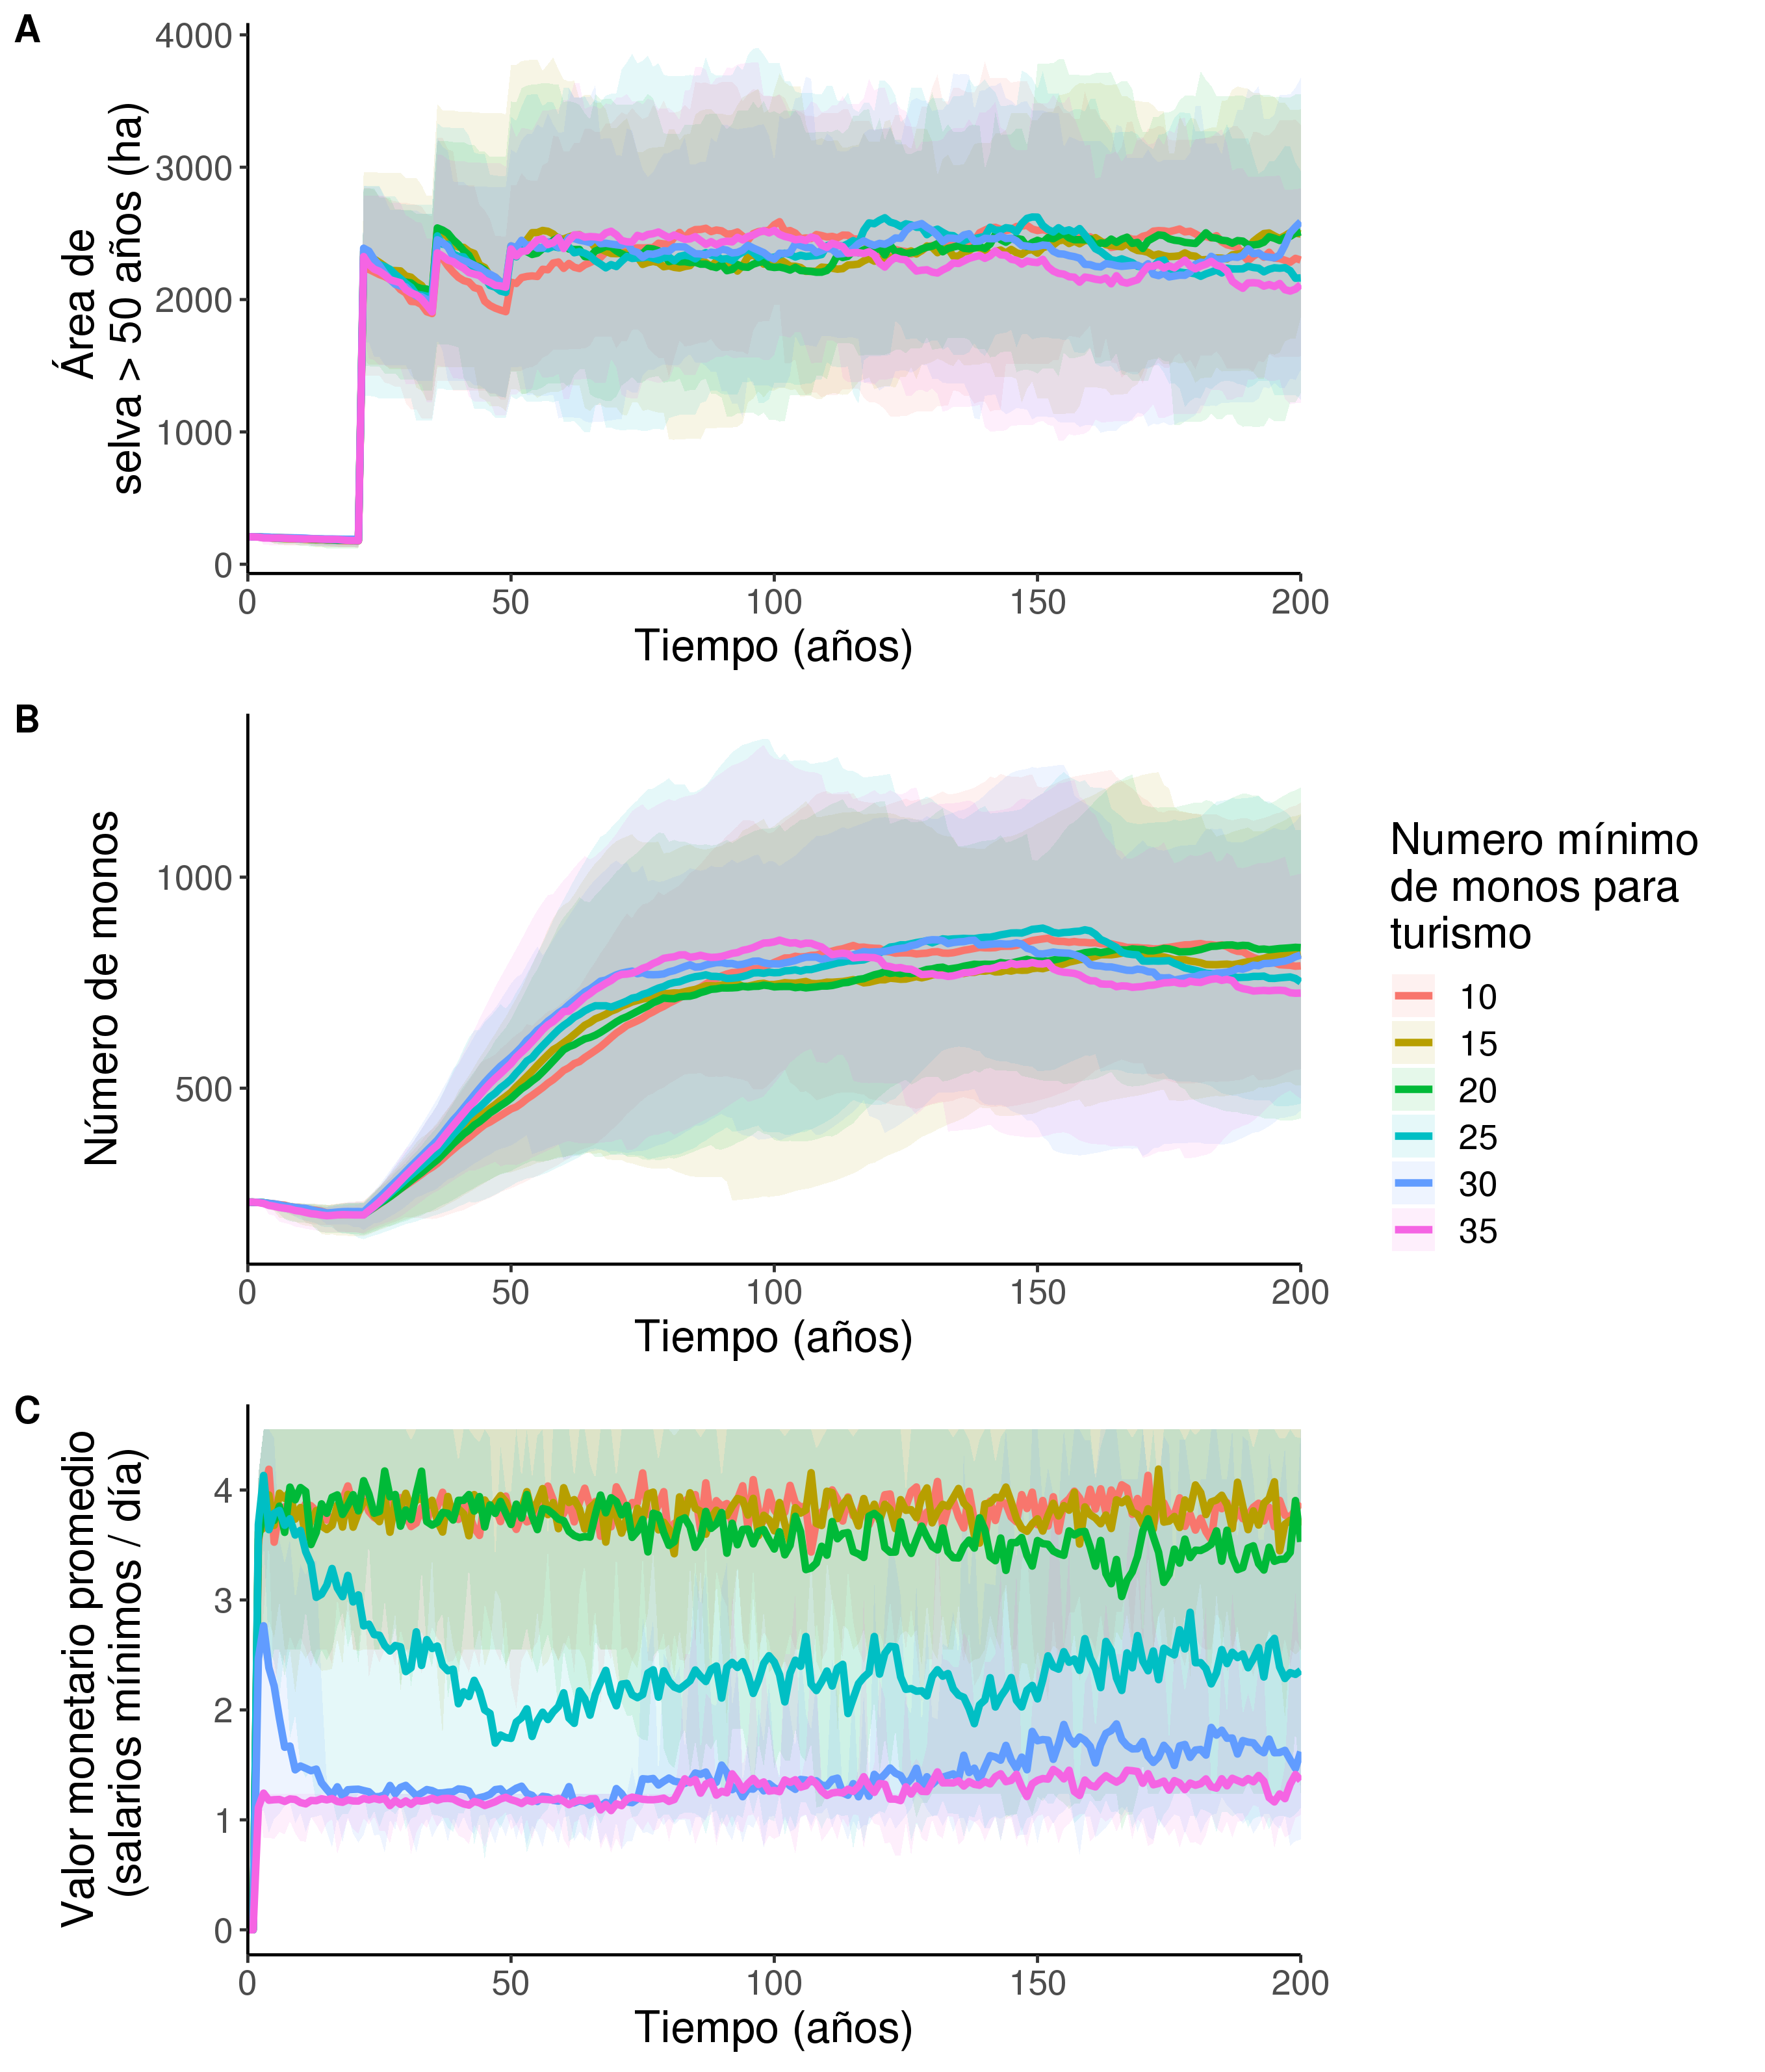 A
Área de
selva > 50 años (ha)
4000
3000
2000
1000
0
0 50 100 150 200
Tiempo (años)
B
Número de monos
1000
500
0 50 100 150 200
Tiempo (años)
Numero mínimo
de monos para
turismo
10
15
20
25
30
35
C
Valor monetario promedio
(salarios mínimos / día)
4
3
2
1
0
0 50 100 150 200
Tiempo (años)